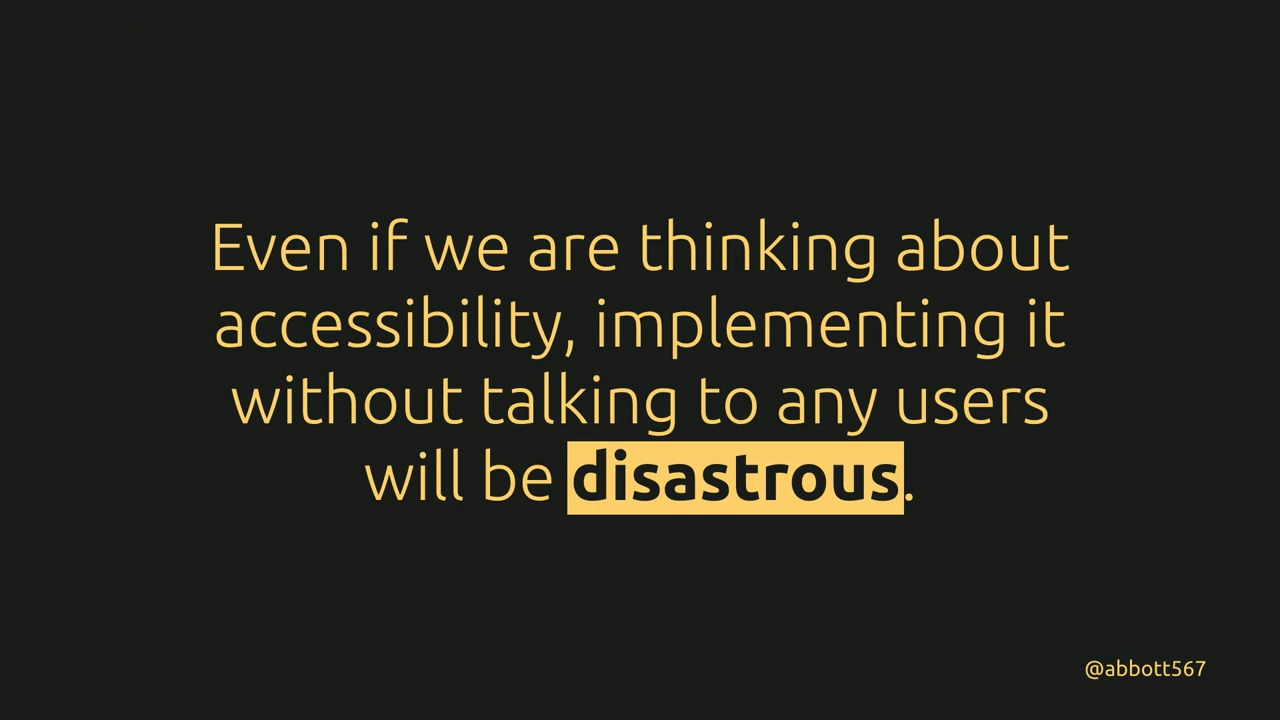 Even if we are thinking about
accessibility, implementing it
without talking to any users
will be disastrous.
@abbott567